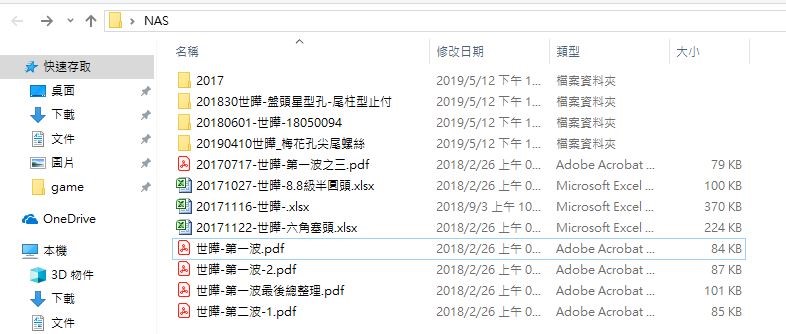 NAS
名稱 修改日期 類型 大小
快速存取
桌面
下載
文件
圖片
game
OneDrive
本機
3D 物件
下載
文件
2017 2019/5/12 下午 1... 檔案資料夾
201830世曄-盤頭星型孔-尾柱型止付 2019/5/12 下午 1... 檔案資料夾
20180601-世曄-18050094 2019/5/12 下午 1... 檔案資料夾
20190410世曄_梅花孔尖尾螺絲 2019/5/12 下午 1... 檔案資料夾
20170717-世曄-第一波之三.pdf 2018/2/26 上午 0... Adobe Acrobat ... 79 KB
20171027-世曄-8.8級半圓頭.xlsx 2018/2/26 上午 0... Microsoft Excel ... 100 KB
20171116-世曄-.xlsx 2018/9/3 上午 10... Microsoft Excel ... 370 KB
20171122-世曄-六角塞頭.xlsx 2018/2/26 上午 0... Microsoft Excel ... 224 KB
世曄-第一波.pdf 2018/2/26 上午 0... Adobe Acrobat ... 84 KB
世曄-第一波-2.pdf 2018/2/26 上午 0... Adobe Acrobat ... 87 KB
世曄-第一波最後總整理.pdf 2018/2/26 上午 0... Adobe Acrobat ... 101 KB
世曄-第二波-1.pdf 2018/2/26 上午 0... Adobe Acrobat ... 85 KB